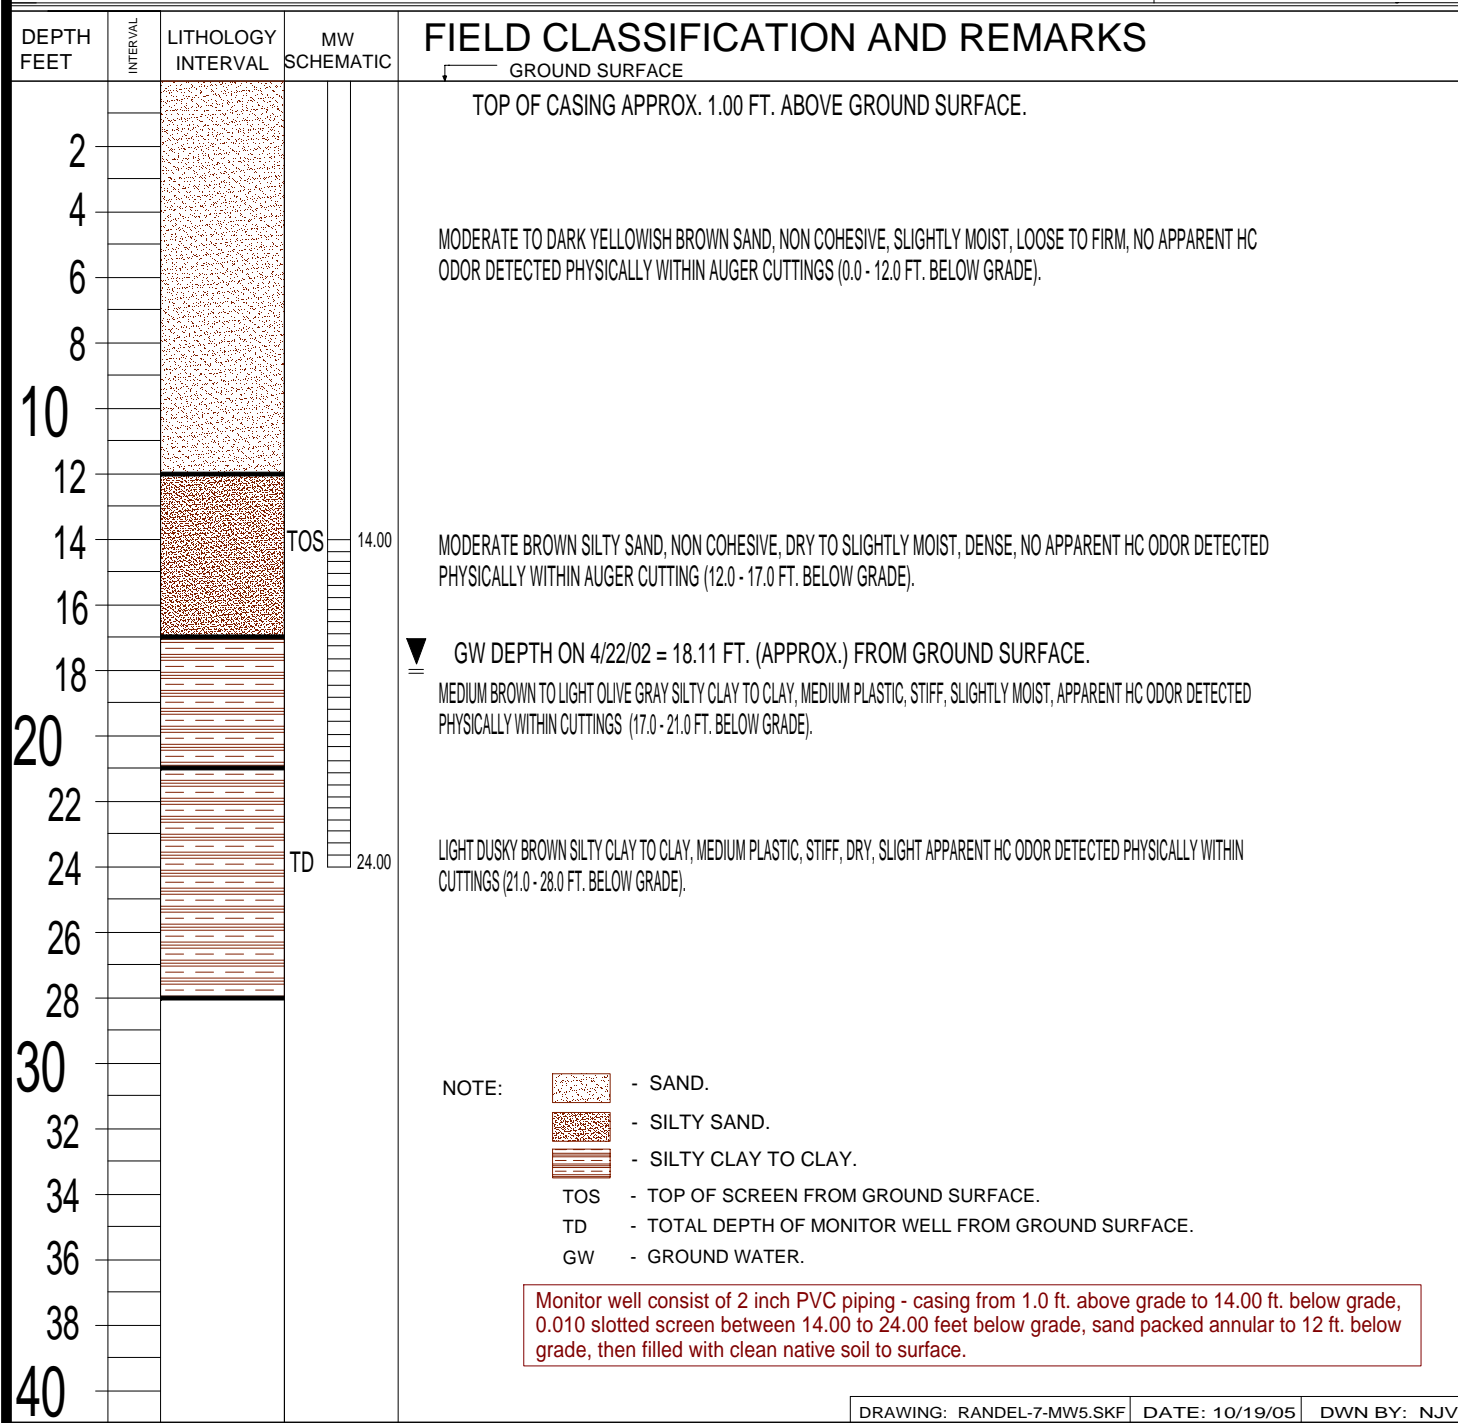 DEPTH
FEET
INTERVAL
LITHOLOGY
INTERVAL
MW
SCHEMATIC
FIELD CLASSIFICATION AND REMARKS
GROUND SURFACE
TOP OF CASING APPROX. 1.00 FT. ABOVE GROUND SURFACE.
2
4
MODERATE TO DARK YELLOWISH BROWN SAND, NON COHESIVE, SLIGHTLY MOIST, LOOSE TO FIRM, NO APPARENT HC
ODOR DETECTED PHYSICALLY WITHIN AUGER CUTTINGS (0.0 - 12.0 FT. BELOW GRADE).
6
8
10
12
14
TOS
14.00
MODERATE BROWN SILTY SAND, NON COHESIVE, DRY TO SLIGHTLY MOIST, DENSE, NO APPARENT HC ODOR DETECTED
PHYSICALLY WITHIN AUGER CUTTING (12.0 - 17.0 FT. BELOW GRADE).
16
GW DEPTH ON 4/22/02 = 18.11 FT. (APPROX.) FROM GROUND SURFACE.
18
MEDIUM BROWN TO LIGHT OLIVE GRAY SILTY CLAY TO CLAY, MEDIUM PLASTIC, STIFF, SLIGHTLY MOIST, APPARENT HC ODOR DETECTED
PHYSICALLY WITHIN CUTTINGS (17.0 - 21.0 FT. BELOW GRADE).
20
22
24
TD
24.00
LIGHT DUSKY BROWN SILTY CLAY TO CLAY, MEDIUM PLASTIC, STIFF, DRY, SLIGHT APPARENT HC ODOR DETECTED PHYSICALLY WITHIN
CUTTINGS (21.0 - 28.0 FT. BELOW GRADE).
26
28
30
32
34
36
38
40
NOTE:
- SAND.
- SILTY SAND.
- SILTY CLAY TO CLAY.
TOS - TOP OF SCREEN FROM GROUND SURFACE.
TD - TOTAL DEPTH OF MONITOR WELL FROM GROUND SURFACE.
GW - GROUND WATER.
Monitor well consist of 2 inch PVC piping - casing from 1.0 ft. above grade to 14.00 ft. below grade,
0.010 slotted screen between 14.00 to 24.00 feet below grade, sand packed annular to 12 ft. below
grade, then filled with clean native soil to surface.
DRAWING: RANDEL-7-MW5.SKF DATE: 10/19/05 DWN BY: NJV